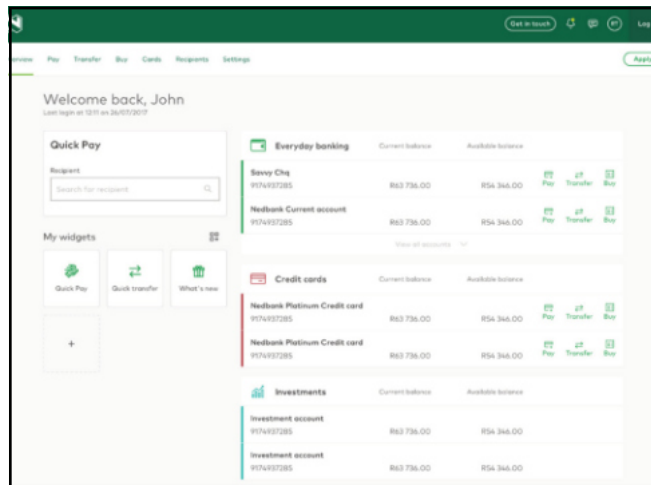 Get in touch
Log
erview Pay Transfer Buy Cards Recipients Settings
Apply
Welcome back, John
Last login at 12:11 on 26/07/2017
Quick Pay
Recipient
Search for recipient
My widgets
Quick Pay Quick transfer What's new
+
Everyday banking Current balance Available balance
Savvy Chq
9174937285 R63 736.00 R54 346.00 Pay Transfer Buy
Nedbank Current account
9174937285 R63 736.00 R54 346.00 Pay Transfer Buy
View all accounts
Credit cards Current balance Available balance
Nedbank Platinum Credit card
9174937285 R63 736.00 R54 346.00 Pay Transfer Buy
Nedbank Platinum Credit card
9174937285 R63 736.00 R54 346.00 Pay Transfer Buy
Investments Current balance Available balance
Investment account
9174937285 R63 736.00 R54 346.00
Investment account
9174937285 R63 736.00 R54 346.00